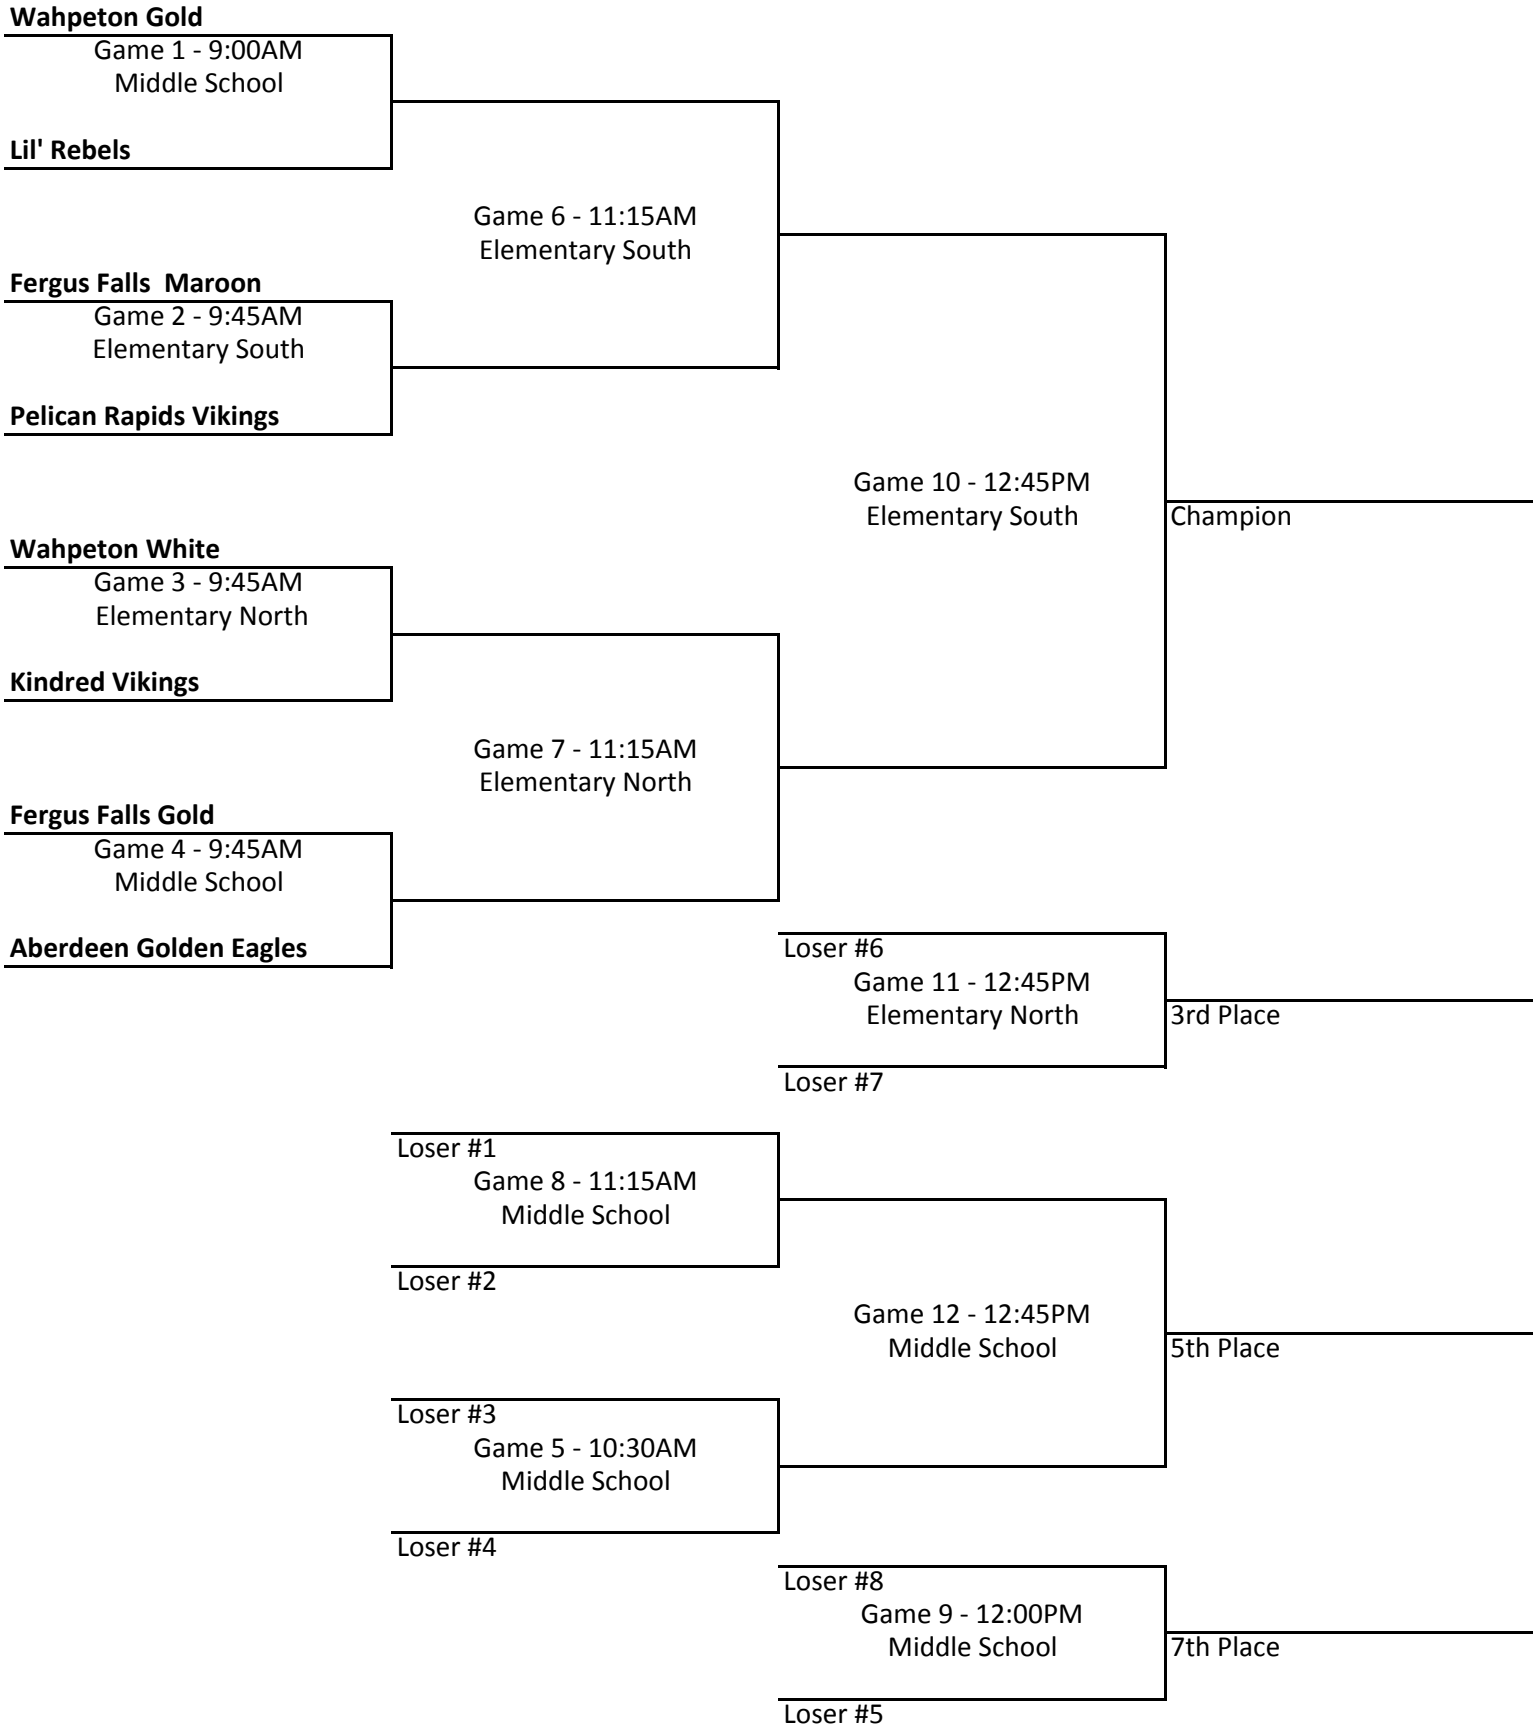 Wahpeton Gold
Game 1 - 9:00AM
Middle School
Lil' Rebels
Game 6 - 11:15AM
Elementary South
Fergus Falls  Maroon
Game 2 - 9:45AM
Elementary South
Pelican Rapids Vikings
Game 10 - 12:45PM
Elementary South
Champion
Wahpeton White
Game 3 - 9:45AM
Elementary North
Kindred Vikings
Game 7 - 11:15AM
Elementary North
Fergus Falls Gold
Game 4 - 9:45AM
Middle School
Aberdeen Golden Eagles
Loser #6
Game 11 - 12:45PM
Elementary North
3rd Place
Loser #7
Loser #1
Game 8 - 11:15AM
Middle School
Loser #2
Game 12 - 12:45PM
Middle School
5th Place
Loser #3
Game 5 - 10:30AM
Middle School
Loser #4
Loser #8
Game 9 - 12:00PM
Middle School
7th Place
Loser #5